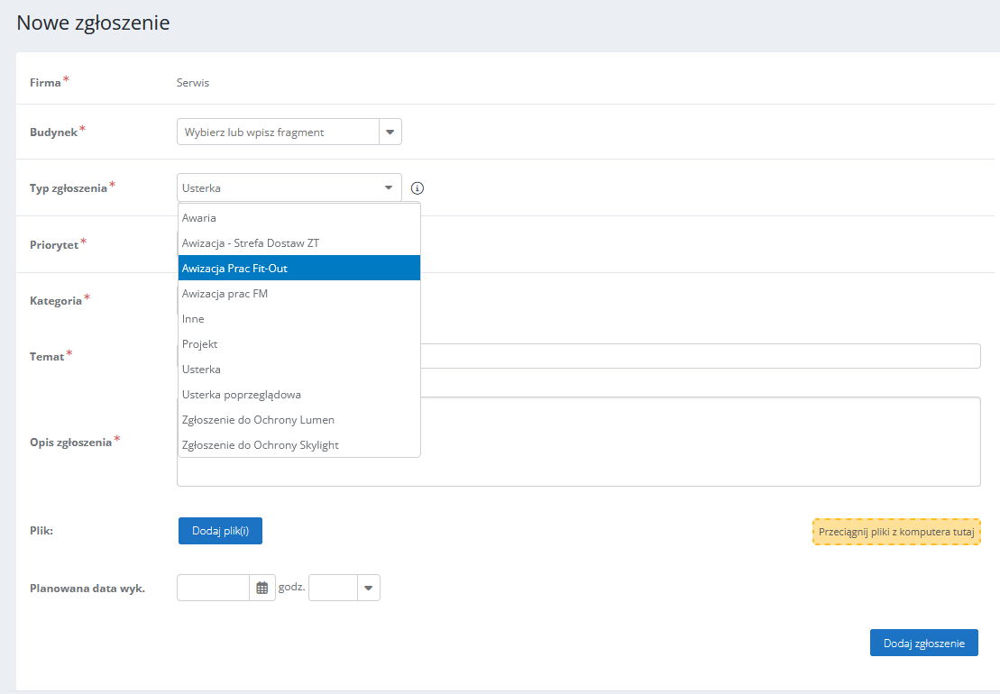 Nowe zgłoszenie
Firma* Serwis
Budynek* Wybierz lub wpisz fragment
Typ zgłoszenia* Usterka
Awaria
Awizacja - Strefa Dostaw ZT
Priorytet*
Awizacja Prac Fit-Out
Awizacja prac FM
Kategoria*
Inne
Projekt
Temat*
Usterka
Usterka poprzeglądowa
Zgłoszenie do Ochrony Lumen
Opis zgłoszenia*
Zgłoszenie do Ochrony Skylight
Plik: Dodaj plik(i) Przeciągnij pliki z komputera tutaj
Planowana data wyk. godz.
Dodaj zgłoszenie